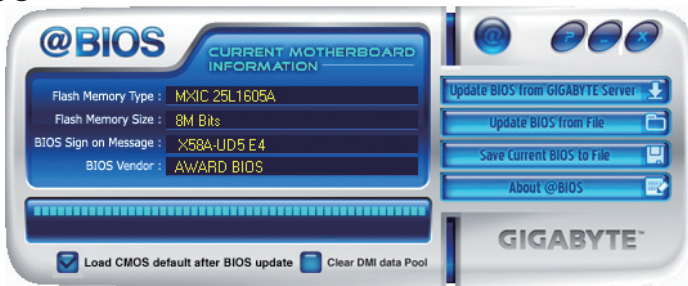 @BIOS
CURRENT MOTHERBOARD
INFORMATION
Flash Memory Type : MXIC 25L1605A
Flash Memory Size : 8M Bits
BIOS Sign on Message : X58A-UD5 E4
BIOS Vendor : AWARD BIOS
Load CMOS default after BIOS update Clear DMI data Pool
@ ? – X
Update BIOS from GIGABYTE Server
Update BIOS from File
Save Current BIOS to File
About @BIOS
GIGABYTE™